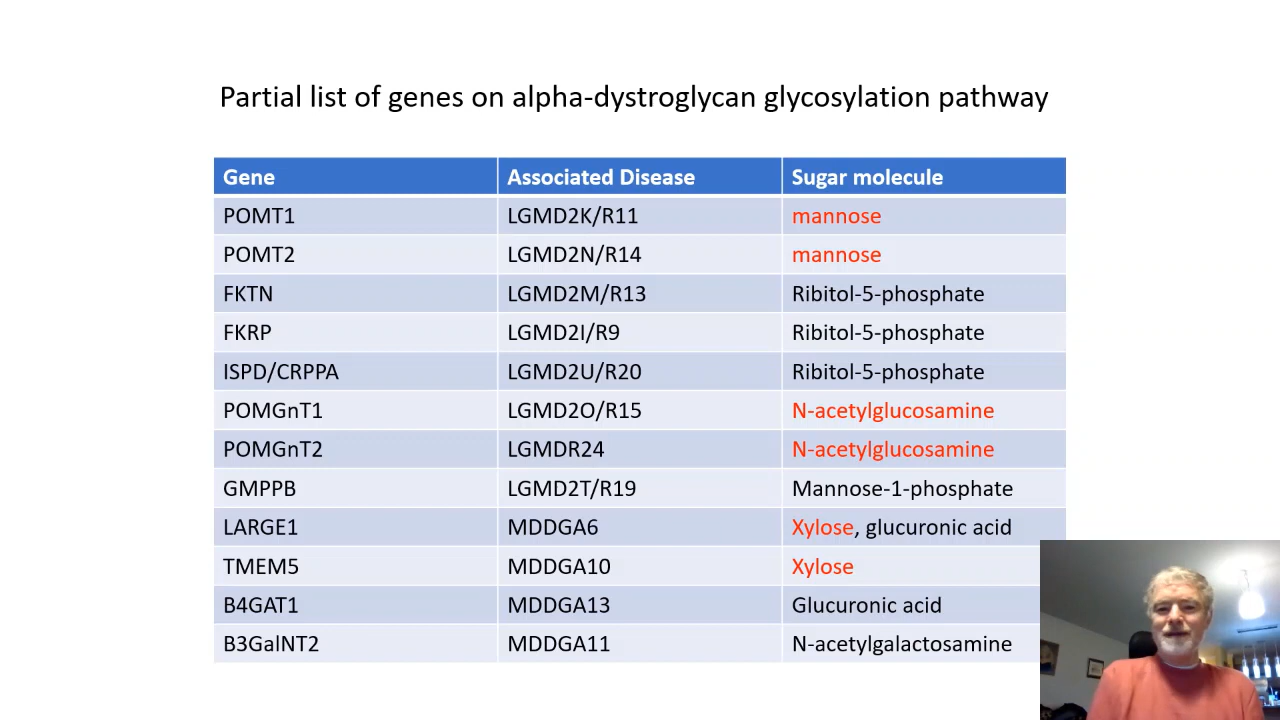 Partial list of genes on alpha-dystroglycan glycosylation pathway
Gene Associated Disease Sugar molecule
POMT1 LGMD2K/R11 mannose
POMT2 LGMD2N/R14 mannose
FKTN LGMD2M/R13 Ribitol-5-phosphate
FKRP LGMD2I/R9 Ribitol-5-phosphate
ISPD/CRPPA LGMD2U/R20 Ribitol-5-phosphate
POMGnT1 LGMD2O/R15 N-acetylglucosamine
POMGnT2 LGMDR24 N-acetylglucosamine
GMPPB LGMD2T/R19 Mannose-1-phosphate
LARGE1 MDDGA6 Xylose, glucuronic acid
TMEM5 MDDGA10 Xylose
B4GAT1 MDDGA13 Glucuronic acid
B3GalNT2 MDDGA11 N-acetylgalactosamine